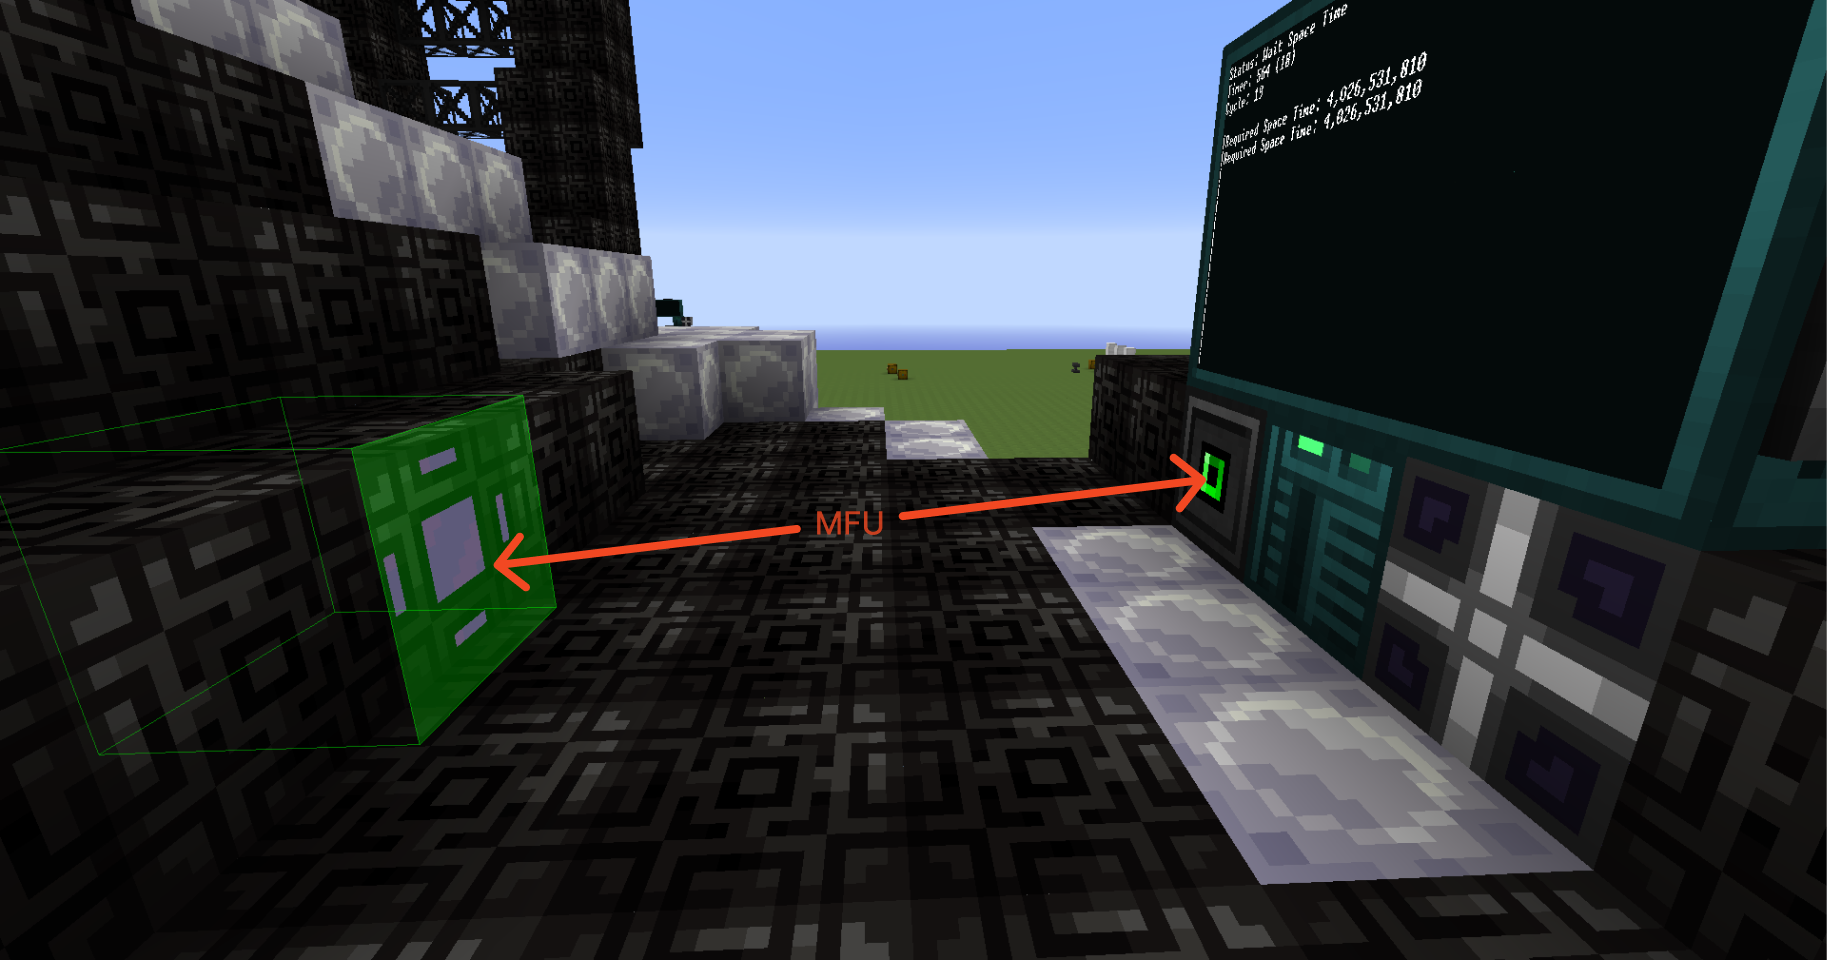 Status: Wait Space Time
Timer: 564 (18)
Cycle: 19
Required Space Time: 4,026,531,810
Required Space Time: 4,026,531,810
MFU